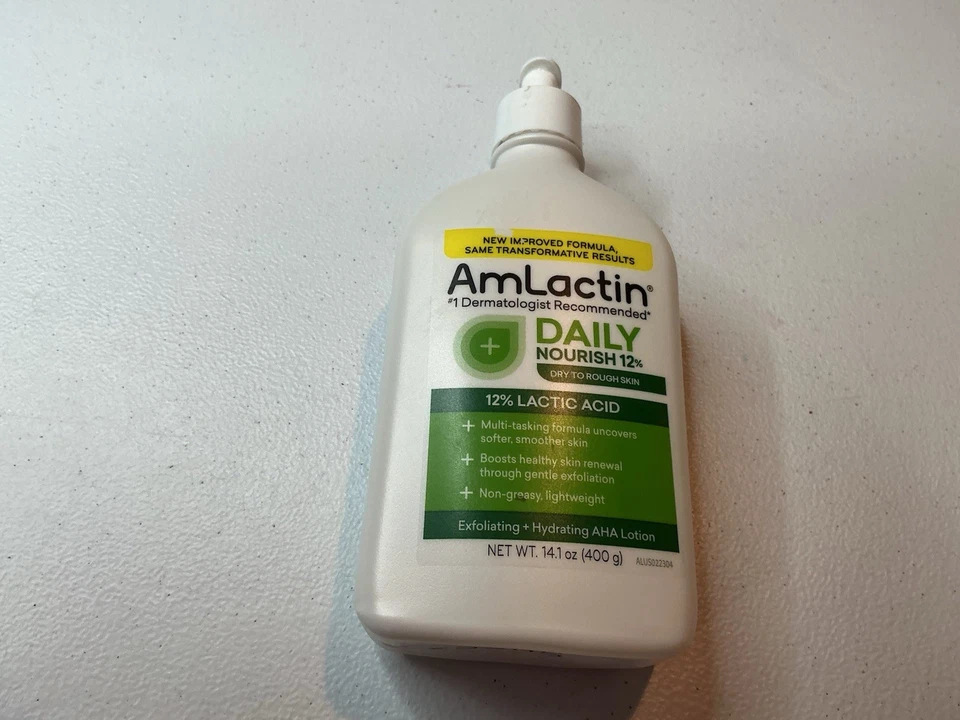 NEW IMPROVED FORMULA,
SAME TRANSFORMATIVE RESULTS
AmLactin®
#1 Dermatologist Recommended*
DAILY
NOURISH 12%
DRY TO ROUGH SKIN
12% LACTIC ACID
+ Multi-tasking formula uncovers
softer, smoother skin
+ Boosts healthy skin renewal
through gentle exfoliation
+ Non-greasy, lightweight
Exfoliating + Hydrating AHA Lotion
NET WT. 14.1 oz (400 g)
ALUS022304